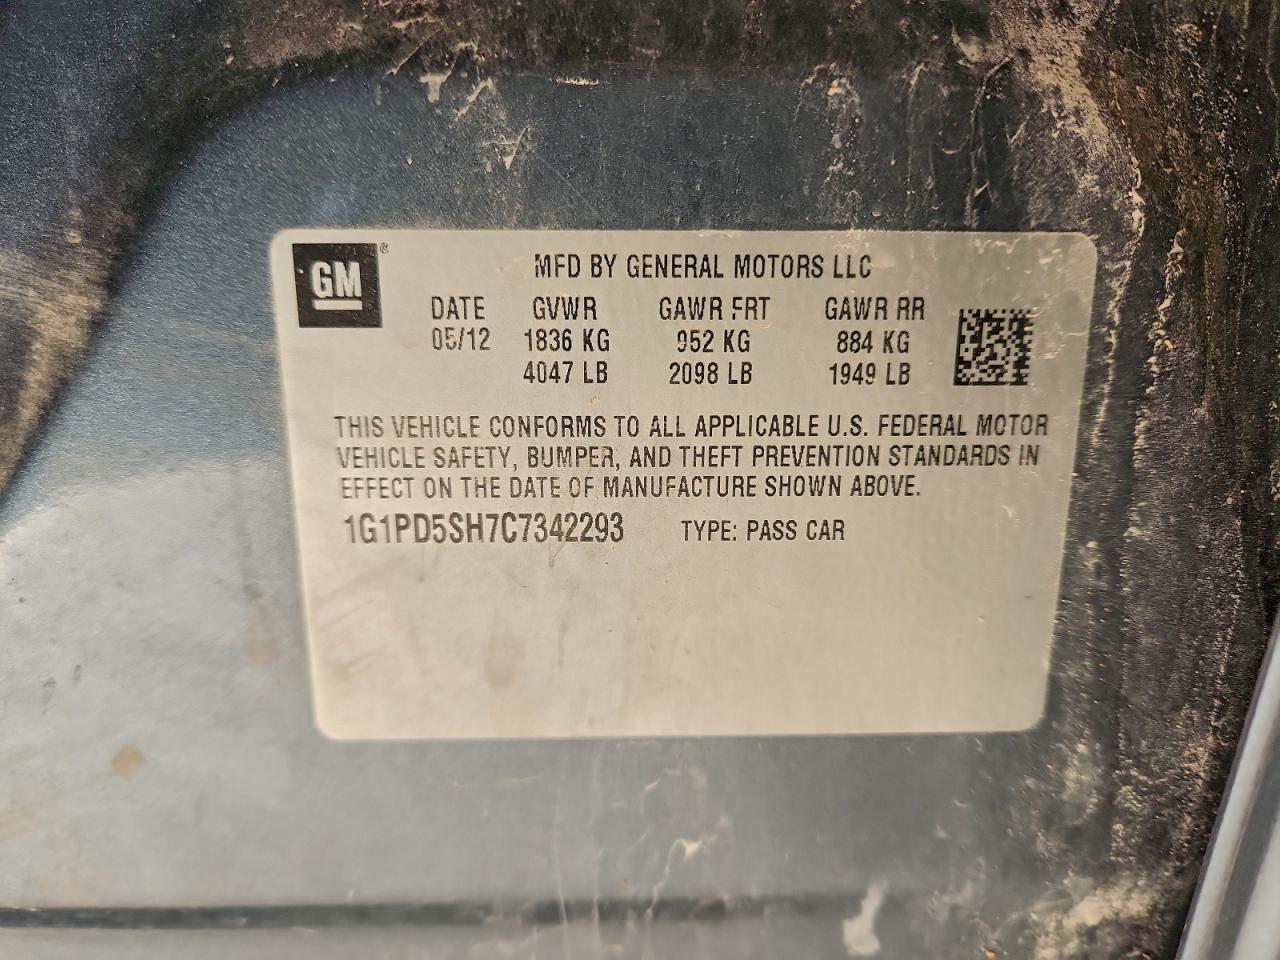 GM®
MFD BY GENERAL MOTORS LLC
DATE GVWR GAWR FRT GAWR RR
05/12 1836 KG 952 KG 884 KG
4047 LB 2098 LB 1949 LB
THIS VEHICLE CONFORMS TO ALL APPLICABLE U.S. FEDERAL MOTOR
VEHICLE SAFETY, BUMPER, AND THEFT PREVENTION STANDARDS IN
EFFECT ON THE DATE OF MANUFACTURE SHOWN ABOVE.
1G1PD5SH7C7342293 TYPE: PASS CAR